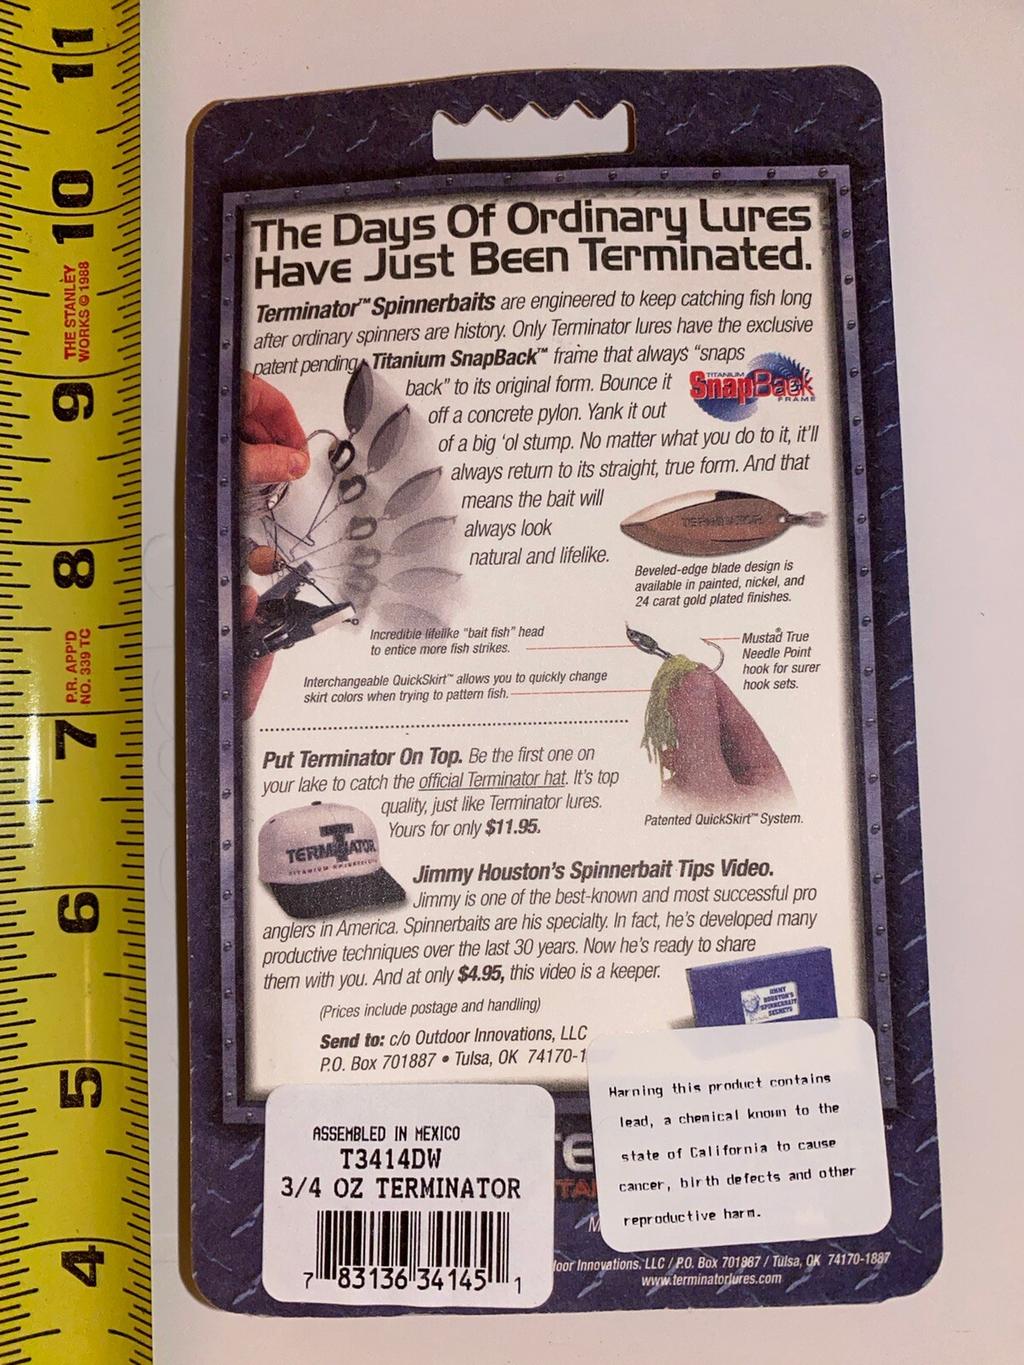 11
10
THE STANLEY
WORKS © 1988
9
8
P.R. APP'D
NO. 339 TC
7
6
5
4
The Days Of Ordinary Lures
Have Just Been Terminated.
Terminator™ Spinnerbaits are engineered to keep catching fish long
after ordinary spinners are history. Only Terminator lures have the exclusive
patent pending Titanium SnapBack™ frame that always "snaps
back" to its original form. Bounce it
off a concrete pylon. Yank it out
of a big 'ol stump. No matter what you do to it, it'll
always return to its straight, true form. And that
means the bait will
always look
natural and lifelike.
TITANIUM
SnapBack
FRAME
TERMINATOR
Beveled-edge blade design is
available in painted, nickel, and
24 carat gold plated finishes.
Incredible lifelike "bait fish" head
to entice more fish strikes.
Interchangeable QuickSkirt™ allows you to quickly change
skirt colors when trying to pattern fish.
Mustad® True
Needle Point
hook for surer
hook sets.
Patented QuickSkirt™ System.
Put Terminator On Top. Be the first one on
your lake to catch the official Terminator hat. It's top
quality, just like Terminator lures.
Yours for only $11.95.
T
TERMINATOR
Jimmy Houston's Spinnerbait Tips Video.
Jimmy is one of the best-known and most successful pro
anglers in America. Spinnerbaits are his specialty. In fact, he's developed many
productive techniques over the last 30 years. Now he's ready to share
them with you. And at only $4.95, this video is a keeper.
JIMMY
HOUSTON'S
SPINNERBAIT
SECRETS
(Prices include postage and handling)
Send to: c/o Outdoor Innovations, LLC
P.O. Box 701887 • Tulsa, OK 74170-1
ASSEMBLED IN MEXICO
T3414DW
3/4 OZ TERMINATOR
7 83136 34145 1
Warning this product contains
lead, a chemical known to the
state of California to cause
cancer, birth defects and other
reproductive harm.
door Innovations, LLC / P.O. Box 701887 / Tulsa, OK 74170-1887
www.terminatorlures.com